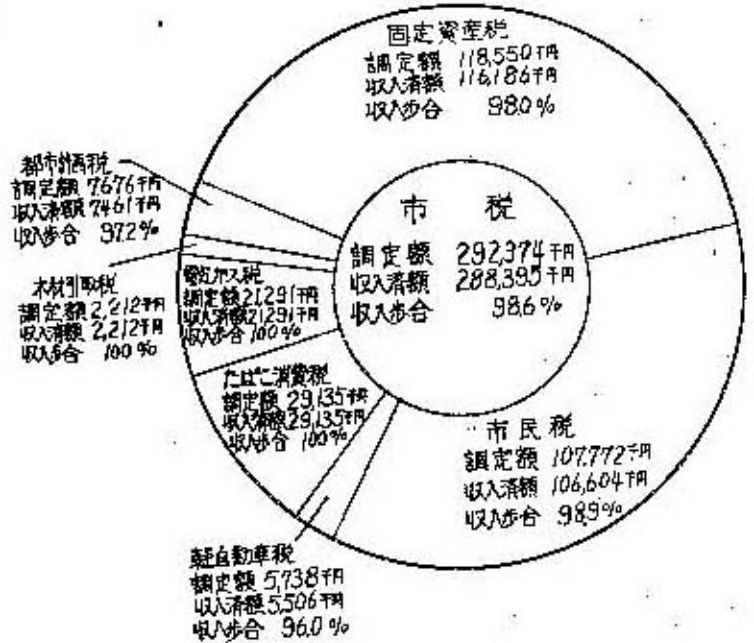 固定資産税
調定額 118,550千円
収入済額 116,186千円
収入歩合 98.0%
都市計画税
調定額 7,676千円
収入済額 7,461千円
収入歩合 97.2%
市 税
調定額 292,374千円
収入済額 288,395千円
収入歩合 98.6%
木材引取税
調定額 2,212千円
収入済額 2,212千円
収入歩合 100%
電気ガス税
調定額 21,291千円
収入済額 21,291千円
収入歩合 100%
たばこ消費税
調定額 29,135千円
収入済額 29,135千円
収入歩合 100%
市民税
調定額 107,772千円
収入済額 106,604千円
収入歩合 98.9%
軽自動車税
調定額 5,738千円
収入済額 5,506千円
収入歩合 96.0%